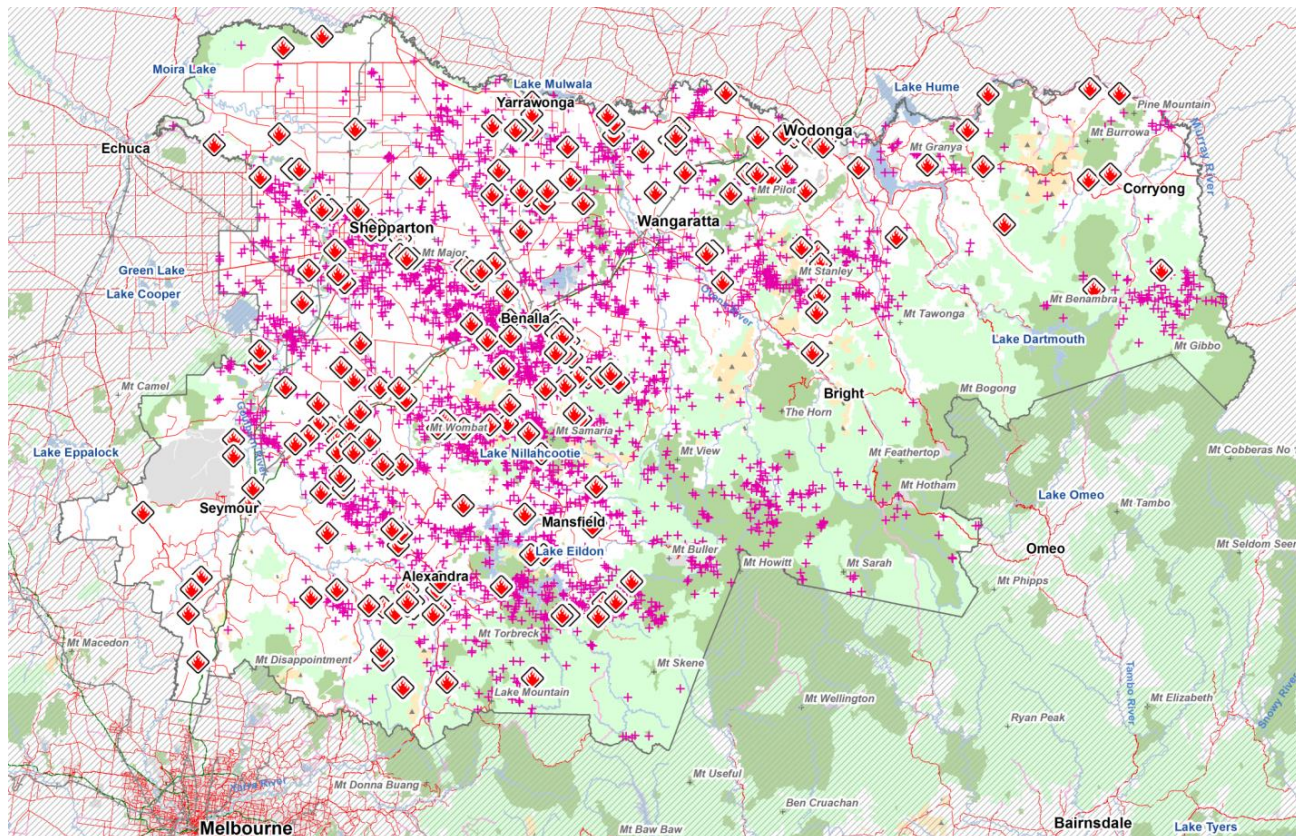 Moira Lake
Lake Mulwala
Yarrawonga
Lake Hume
Pine Mountain
Mt Burrowa
Murray River
Echuca
Wodonga
Mt Granya
Mt Pilot
Corryong
Shepparton
Wangaratta
Mt Major
Green Lake
Lake Cooper
Mt Stanley
Ovens River
Mt Benambra
Benalla
Mt Tawonga
Lake Dartmouth
Mt Gibbo
Mt Camel
Bright
Mt Bogong
The Horn
Goulburn River
Mt Wombat
Mt Samaria
Lake Eppalock
Lake Nillahcootie
Mt View
Mt Feathertop
Mt Cobberas No
Mt Hotham
Lake Omeo
Mt Tambo
Seymour
Mansfield
Lake Eildon
Mt Buller
Omeo
Mt Seldom Seen
Mt Howitt
Mt Sarah
Alexandra
Mt Phipps
Mt Torbreck
Mt Macedon
Mt Disappointment
Mt Skene
Lake Mountain
Mt Wellington
Tambo River
Mt Elizabeth
Snowy River
Ryan Peak
Mt Donna Buang
Mt Useful
Yarra River
Ben Cruachan
Melbourne
Mt Baw Baw
Bairnsdale
Lake Tyers